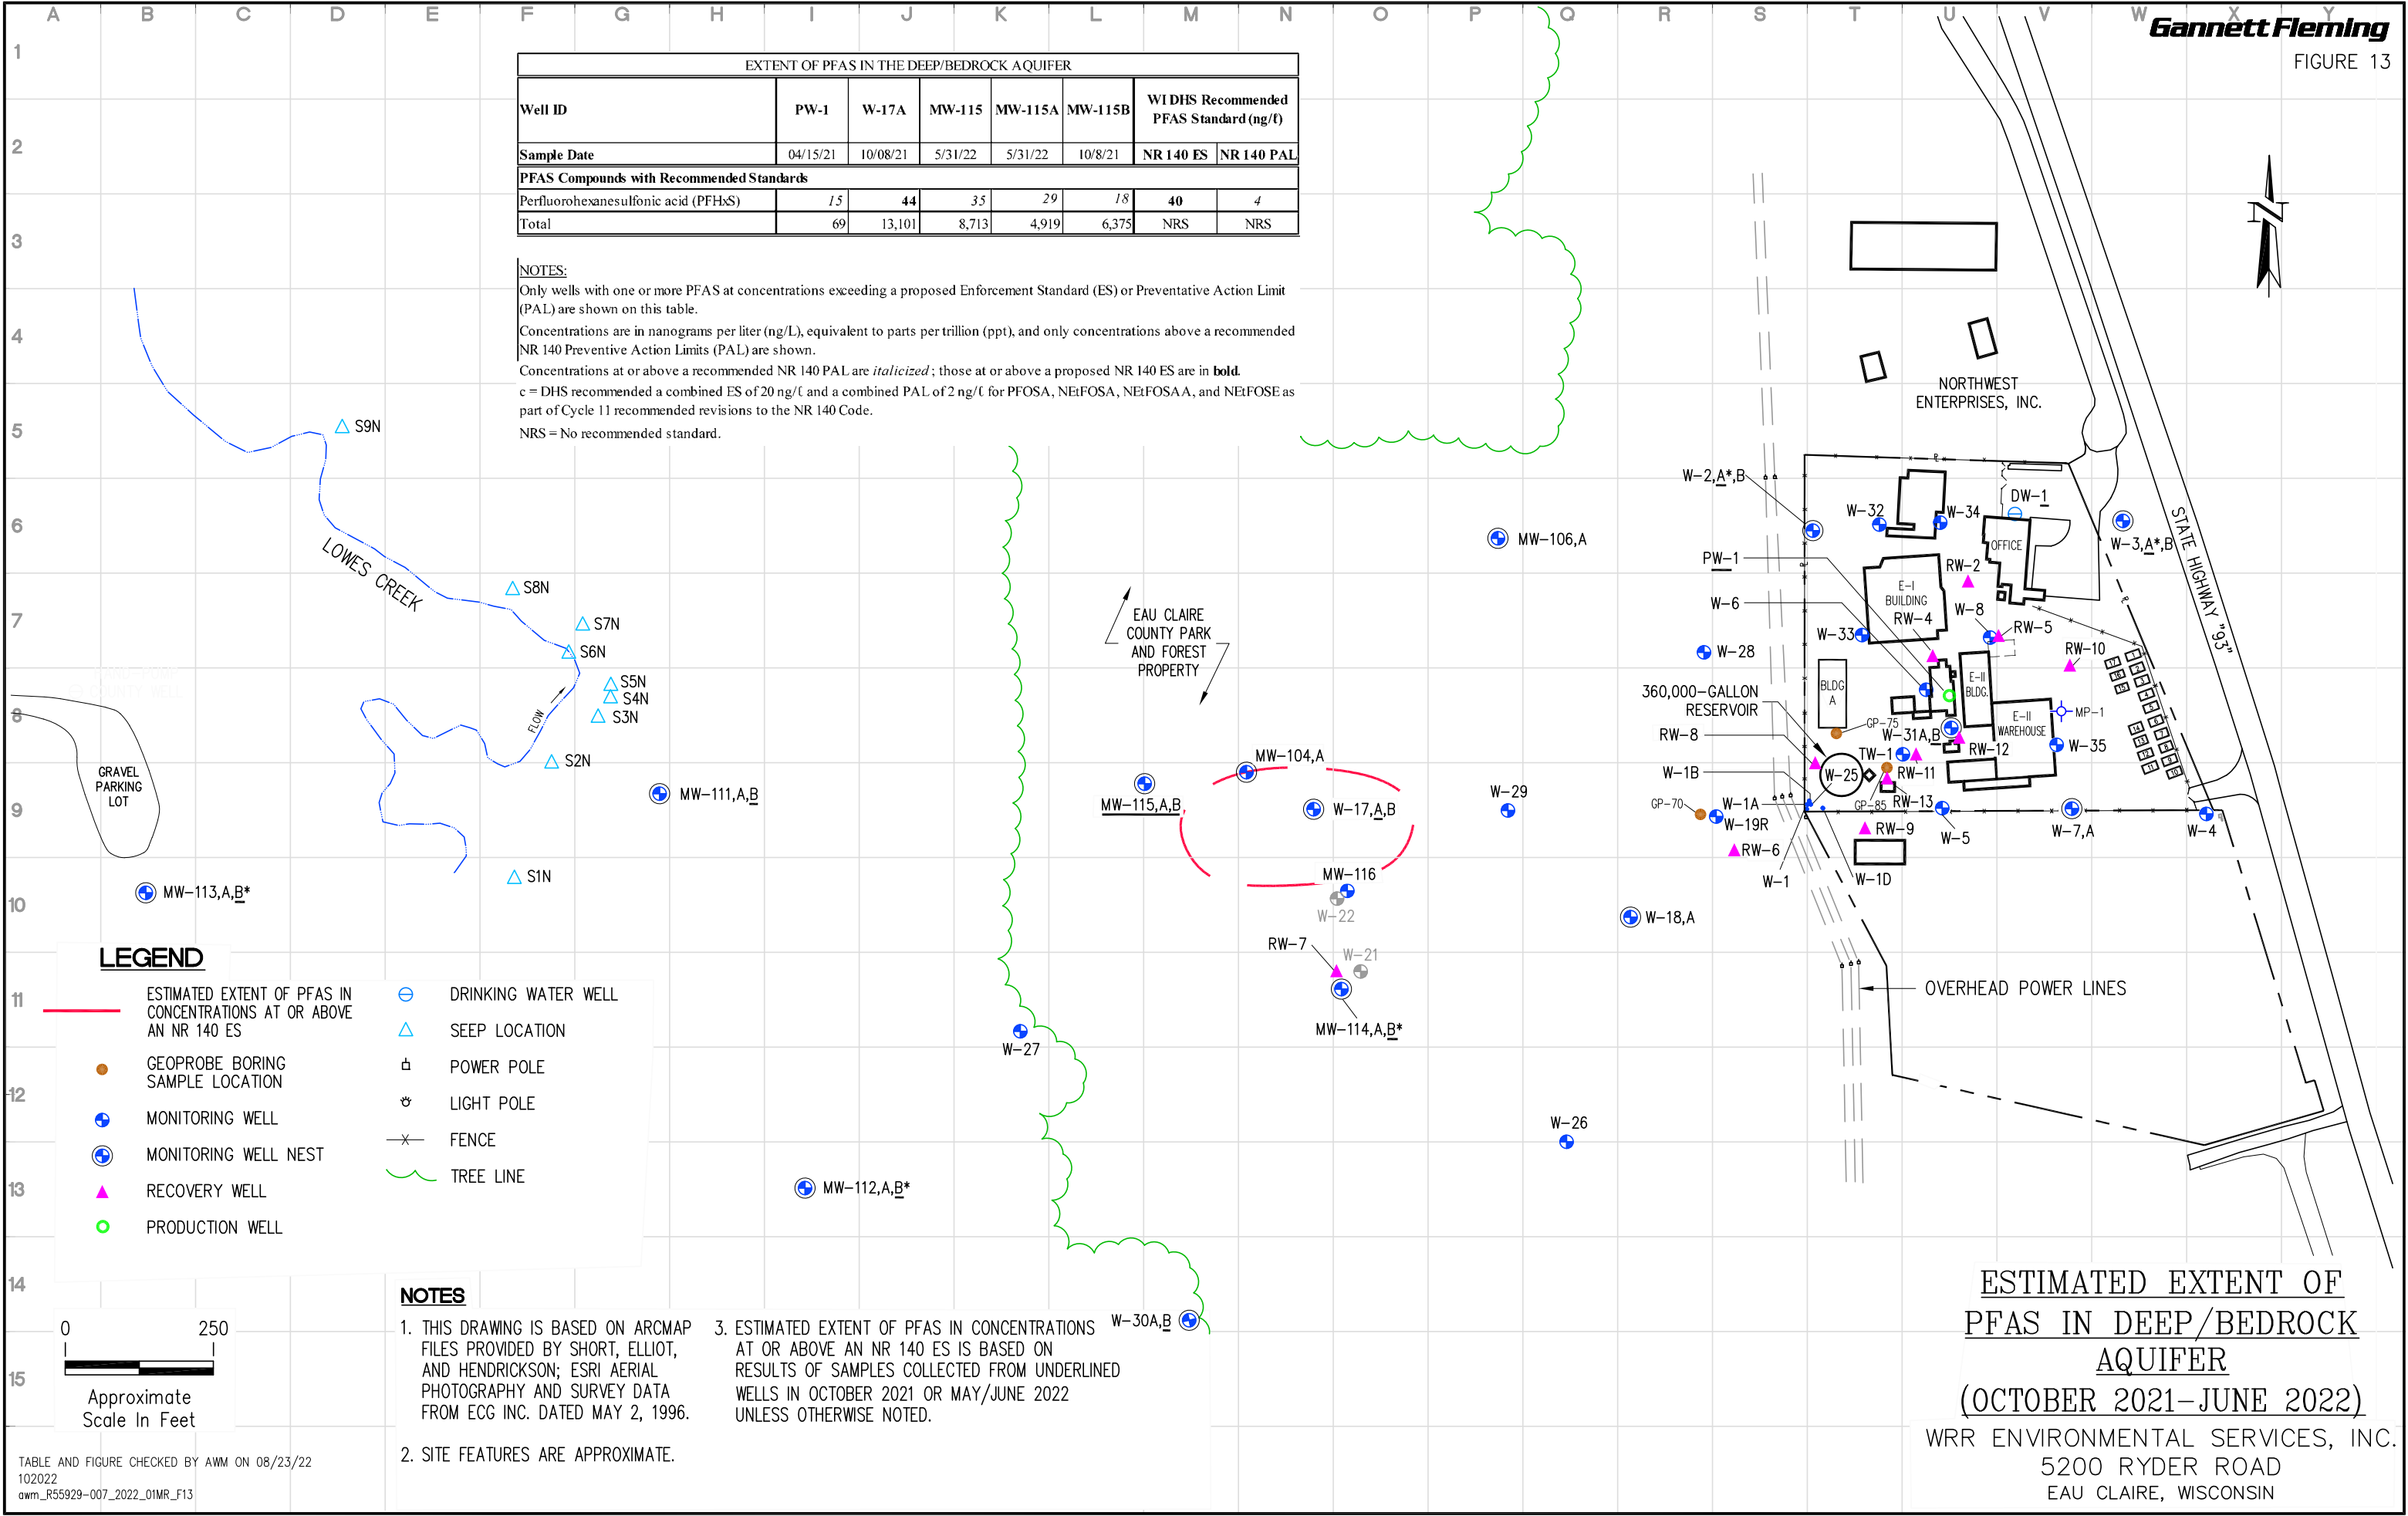 A B C D E F G H I J K L M N O P Q R S T U V W X Y
Gannett Fleming
FIGURE 13
1
2
3
4
5
6
7
8
9
10
11
12
13
14
15
EXTENT OF PFAS IN THE DEEP/BEDROCK AQUIFER
Well ID PW-1 W-17A MW-115 MW-115A MW-115B WI DHS Recommended PFAS Standard (ng/ℓ)
Sample Date 04/15/21 10/08/21 5/31/22 5/31/22 10/8/21 NR 140 ES NR 140 PAL
PFAS Compounds with Recommended Standards
Perfluorohexanesulfonic acid (PFHxS) 15 44 35 29 18 40 4
Total 69 13,101 8,713 4,919 6,375 NRS NRS
NOTES:
Only wells with one or more PFAS at concentrations exceeding a proposed Enforcement Standard (ES) or Preventative Action Limit
(PAL) are shown on this table.
Concentrations are in nanograms per liter (ng/L), equivalent to parts per trillion (ppt), and only concentrations above a recommended
NR 140 Preventive Action Limits (PAL) are shown.
Concentrations at or above a recommended NR 140 PAL are italicized; those at or above a proposed NR 140 ES are in bold.
c = DHS recommended a combined ES of 20 ng/ℓ and a combined PAL of 2 ng/ℓ for PFOSA, NEtFOSA, NEtFOSAA, and NEtFOSE as
part of Cycle 11 recommended revisions to the NR 140 Code.
NRS = No recommended standard.
NORTHWEST
ENTERPRISES, INC.
STATE HIGHWAY "93"
S9N
LOWES CREEK
S8N
S7N
S6N
S5N
S4N
S3N
FLOW
S2N
S1N
GRAVEL
PARKING
LOT
MW-113,A,B*
MW-111,A,B
MW-112,A,B*
EAU CLAIRE
COUNTY PARK
AND FOREST
PROPERTY
MW-106,A
MW-104,A
MW-115,A,B
W-17,A,B
MW-116
W-22
RW-7
W-21
MW-114,A,B*
W-27
W-29
W-26
W-30A,B
W-18,A
W-28
W-2,A*,B
W-32
W-34
DW-1
OFFICE
W-3,A*,B
PW-1
RW-2
E-I
BUILDING
W-6
W-8
RW-4
W-33
RW-5
RW-10
BLDG
A
E-II
BLDG.
360,000-GALLON
RESERVOIR
GP-75
W-31A,B
E-II
WAREHOUSE
MP-1
W-35
RW-8
TW-1
RW-12
W-25
RW-11
W-1B
W-1A
GP-70
GP-85
RW-13
W-19R
W-5
W-7,A
W-4
RW-9
RW-6
W-1
W-1D
OVERHEAD POWER LINES
LEGEND
ESTIMATED EXTENT OF PFAS IN
CONCENTRATIONS AT OR ABOVE
AN NR 140 ES
GEOPROBE BORING
SAMPLE LOCATION
MONITORING WELL
MONITORING WELL NEST
RECOVERY WELL
PRODUCTION WELL
DRINKING WATER WELL
SEEP LOCATION
POWER POLE
LIGHT POLE
FENCE
TREE LINE
0 250
Approximate
Scale In Feet
NOTES
1. THIS DRAWING IS BASED ON ARCMAP
FILES PROVIDED BY SHORT, ELLIOT,
AND HENDRICKSON; ESRI AERIAL
PHOTOGRAPHY AND SURVEY DATA
FROM ECG INC. DATED MAY 2, 1996.
2. SITE FEATURES ARE APPROXIMATE.
3. ESTIMATED EXTENT OF PFAS IN CONCENTRATIONS
AT OR ABOVE AN NR 140 ES IS BASED ON
RESULTS OF SAMPLES COLLECTED FROM UNDERLINED
WELLS IN OCTOBER 2021 OR MAY/JUNE 2022
UNLESS OTHERWISE NOTED.
TABLE AND FIGURE CHECKED BY AWM ON 08/23/22
102022
awm_R55929-007_2022_01MR_F13
ESTIMATED EXTENT OF
PFAS IN DEEP/BEDROCK
AQUIFER
(OCTOBER 2021-JUNE 2022)
WRR ENVIRONMENTAL SERVICES, INC.
5200 RYDER ROAD
EAU CLAIRE, WISCONSIN